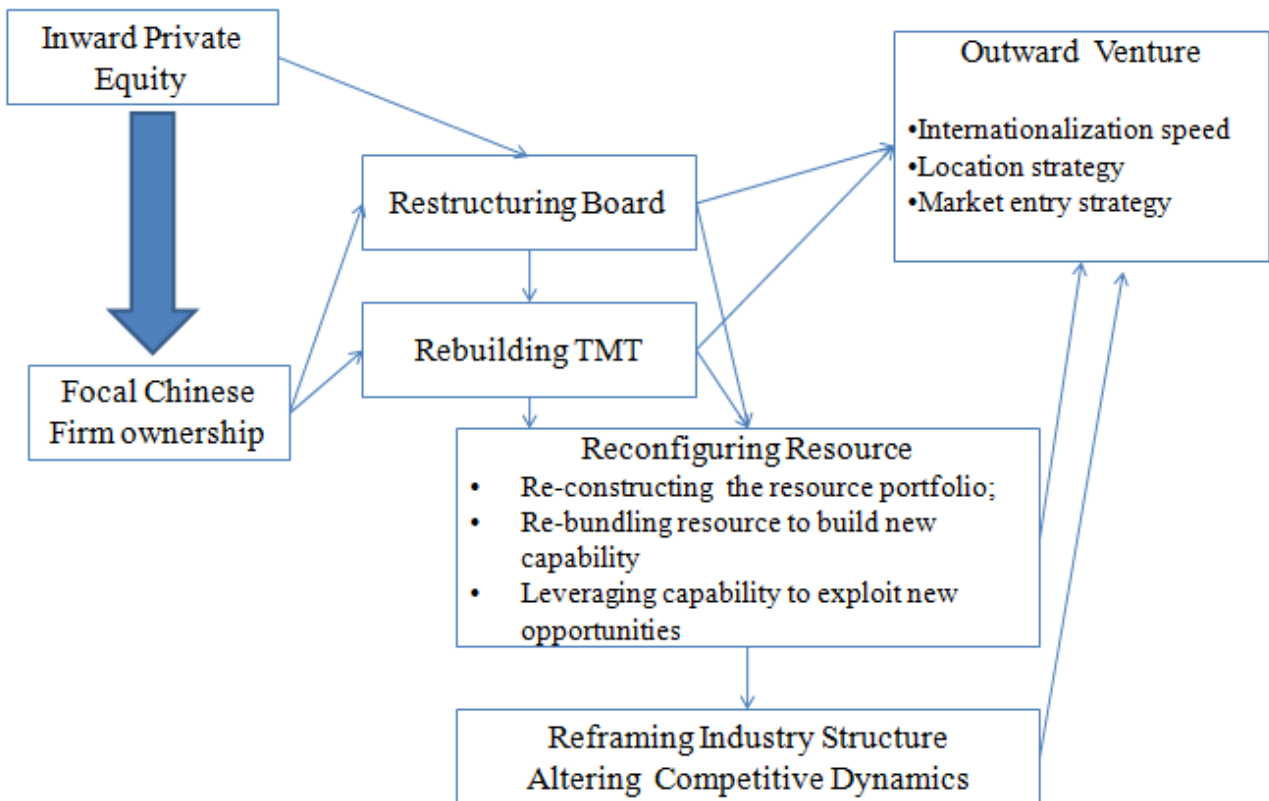 Inward Private
Equity
Outward Venture
•Internationalization speed
•Location strategy
•Market entry strategy
Restructuring Board
Rebuilding TMT
Focal Chinese
Firm ownership
Reconfiguring Resource
• Re-constructing the resource portfolio;
• Re-bundling resource to build new
capability
• Leveraging capability to exploit new
opportunities
Reframing Industry Structure
Altering Competitive Dynamics